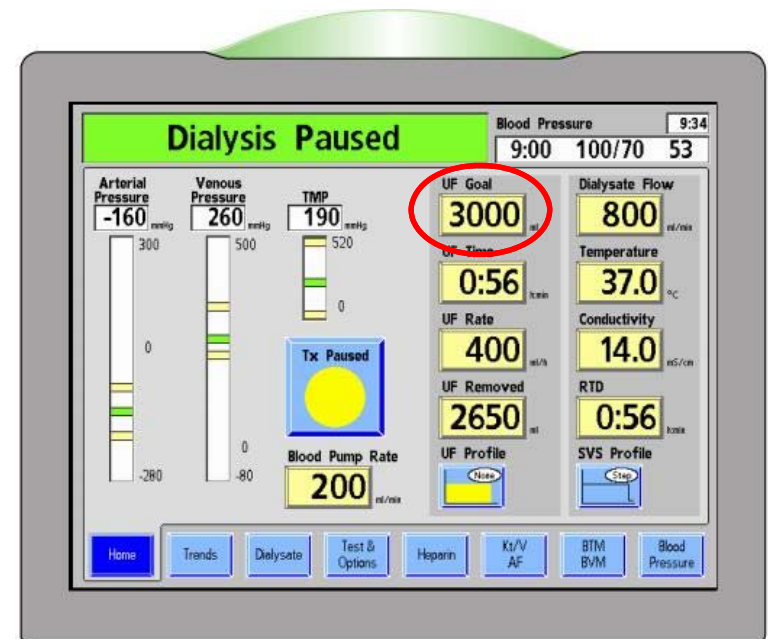 Dialysis Paused
Blood Pressure 9:34
9:00 100/70 53
Arterial Pressure
-160 mmHg
300
0
-280
Venous Pressure
260 mmHg
500
0
-80
TMP
190 mmHg
520
0
Tx Paused
Blood Pump Rate
200 ml/min
UF Goal
3000 ml
UF Time
0:56 h:min
UF Rate
400 ml/h
UF Removed
2650 ml
UF Profile
None
Dialysate Flow
800 ml/min
Temperature
37.0 °C
Conductivity
14.0 mS/cm
RTD
0:56 h:min
SVS Profile
Step
Home
Trends
Dialysate
Test & Options
Heparin
Kt/V AF
BTM BVM
Blood Pressure